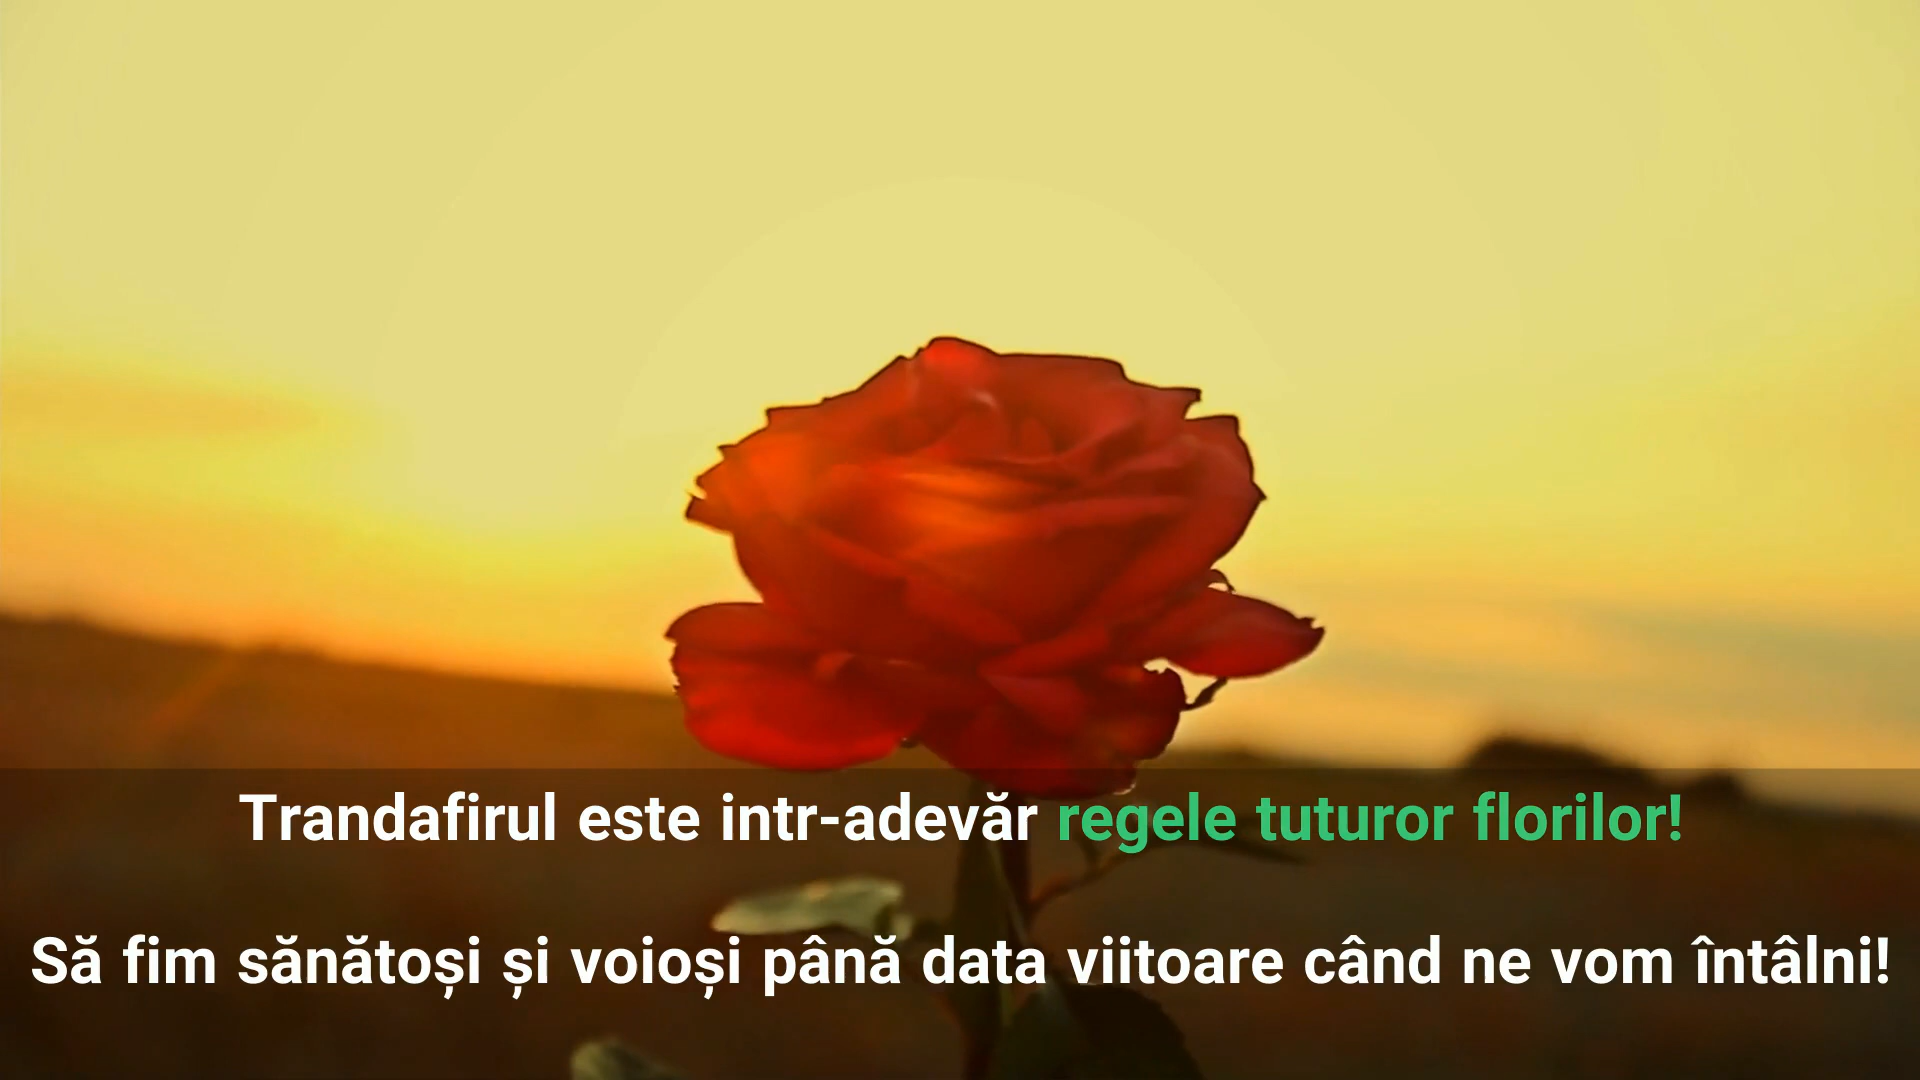 Trandafirul este intr-adevăr regele tuturor florilor!
Să fim sănătoși și voioși până data viitoare când ne vom întâlni!